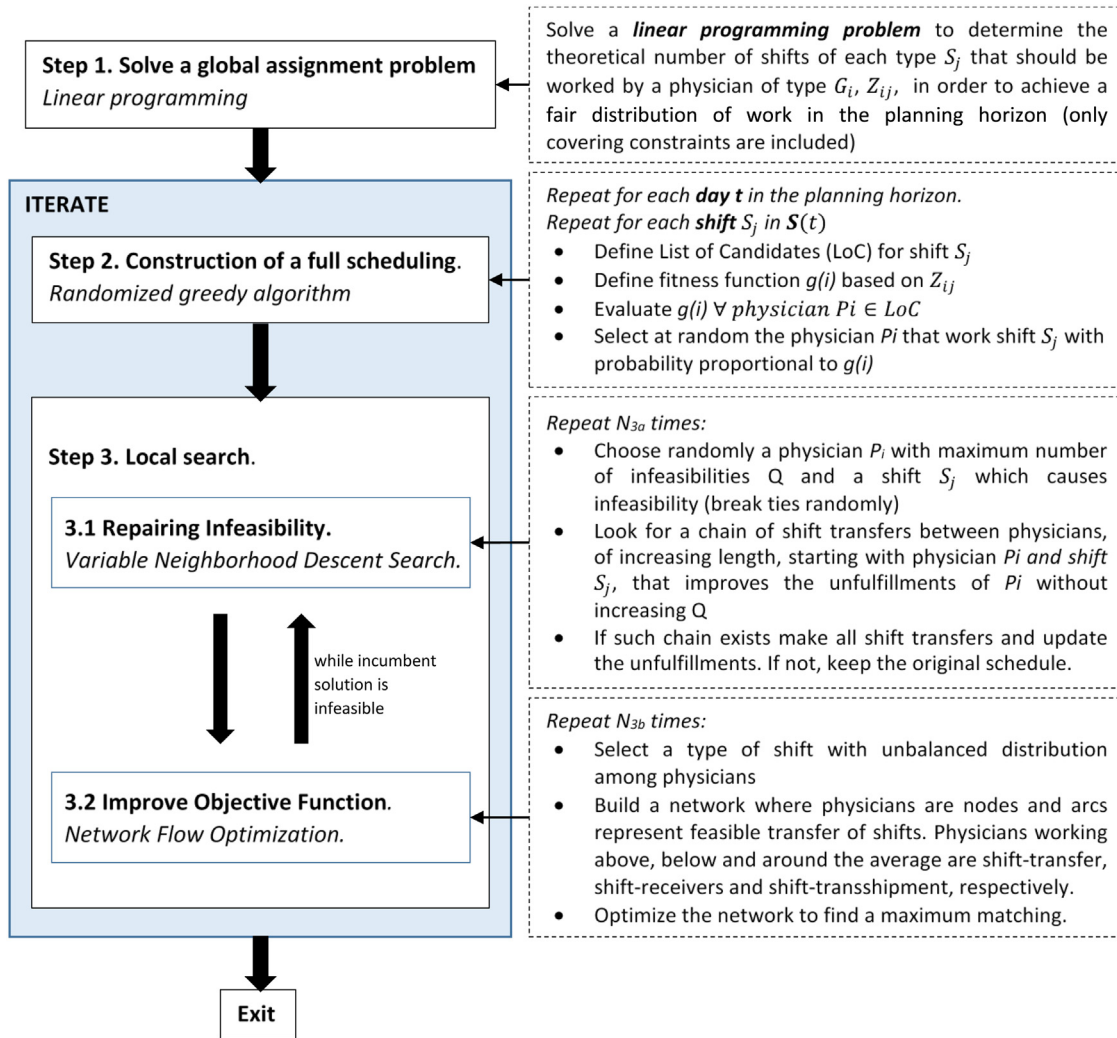 Step 1. Solve a global assignment problem
Linear programming
Solve a linear programming problem to determine the
theoretical number of shifts of each type S_j that should be
worked by a physician of type G_i, Z_ij, in order to achieve a
fair distribution of work in the planning horizon (only
covering constraints are included)
ITERATE
Step 2. Construction of a full scheduling.
Randomized greedy algorithm
Repeat for each day t in the planning horizon.
Repeat for each shift S_j in S(t)
• Define List of Candidates (LoC) for shift S_j
• Define fitness function g(i) based on Z_ij
• Evaluate g(i) ∀ physician Pi ∈ LoC
• Select at random the physician Pi that work shift S_j with
probability proportional to g(i)
Step 3. Local search.
3.1 Repairing Infeasibility.
Variable Neighborhood Descent Search.
Repeat N_3a times:
• Choose randomly a physician P_i with maximum number
of infeasibilities Q and a shift S_j which causes
infeasibility (break ties randomly)
• Look for a chain of shift transfers between physicians,
of increasing length, starting with physician Pi and shift
S_j, that improves the unfulfillments of Pi without
increasing Q
• If such chain exists make all shift transfers and update
the unfulfillments. If not, keep the original schedule.
while incumbent
solution is
infeasible
3.2 Improve Objective Function.
Network Flow Optimization.
Repeat N_3b times:
• Select a type of shift with unbalanced distribution
among physicians
• Build a network where physicians are nodes and arcs
represent feasible transfer of shifts. Physicians working
above, below and around the average are shift-transfer,
shift-receivers and shift-transshipment, respectively.
• Optimize the network to find a maximum matching.
Exit